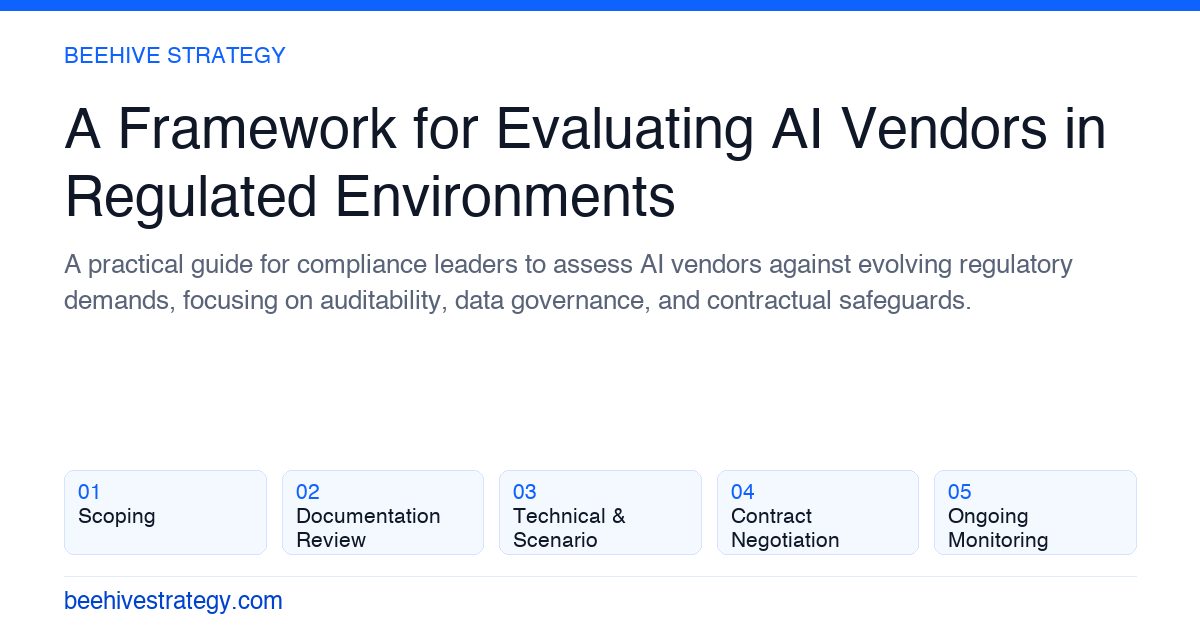 BEEHIVE STRATEGY
A Framework for Evaluating AI Vendors in
Regulated Environments
A practical guide for compliance leaders to assess AI vendors against evolving regulatory
demands, focusing on auditability, data governance, and contractual safeguards.
01
Scoping
02
Documentation
Review
03
Technical &
Scenario
04
Contract
Negotiation
05
Ongoing
Monitoring
beehivestrategy.com